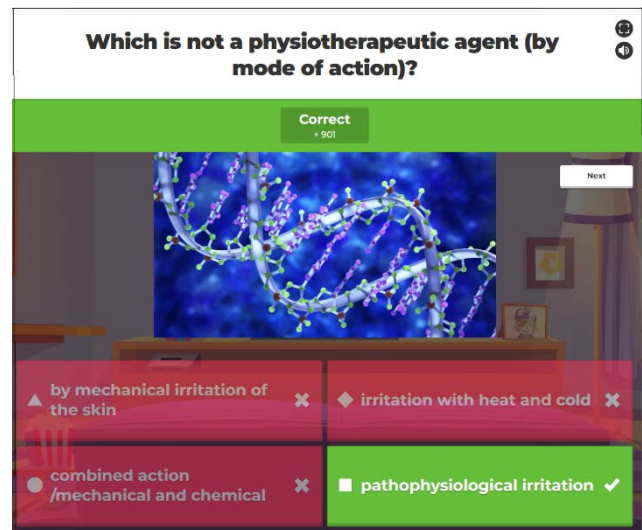 Which is not a physiotherapeutic agent (by
mode of action)?
Correct
+ 901
Next
by mechanical irritation of
the skin
irritation with heat and cold
combined action
/mechanical and chemical
pathophysiological irritation